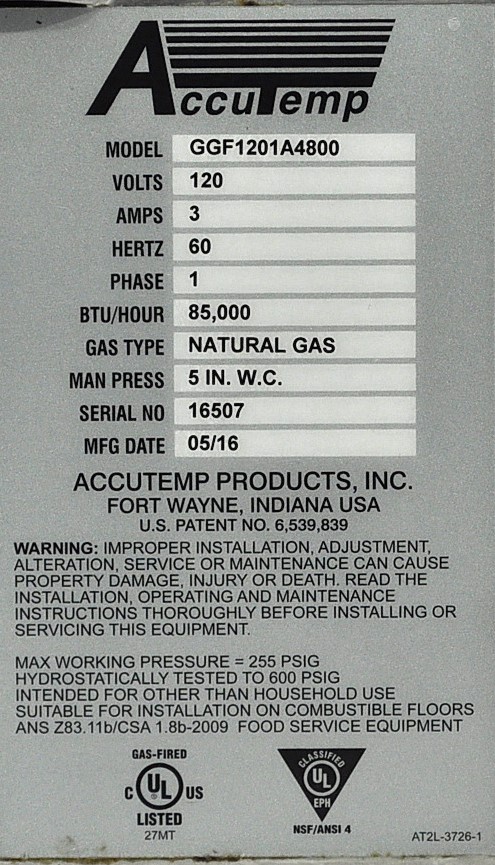 AccuTemp
MODEL GGF1201A4800
VOLTS 120
AMPS 3
HERTZ 60
PHASE 1
BTU/HOUR 85,000
GAS TYPE NATURAL GAS
MAN PRESS 5 IN. W.C.
SERIAL NO 16507
MFG DATE 05/16
ACCUTEMP PRODUCTS, INC.
FORT WAYNE, INDIANA USA
U.S. PATENT NO. 6,539,839
WARNING: IMPROPER INSTALLATION, ADJUSTMENT,
ALTERATION, SERVICE OR MAINTENANCE CAN CAUSE
PROPERTY DAMAGE, INJURY OR DEATH. READ THE
INSTALLATION, OPERATING AND MAINTENANCE
INSTRUCTIONS THOROUGHLY BEFORE INSTALLING OR
SERVICING THIS EQUIPMENT.
MAX WORKING PRESSURE = 255 PSIG
HYDROSTATICALLY TESTED TO 600 PSIG
INTENDED FOR OTHER THAN HOUSEHOLD USE
SUITABLE FOR INSTALLATION ON COMBUSTIBLE FLOORS
ANS Z83.11b/CSA 1.8b-2009 FOOD SERVICE EQUIPMENT
GAS-FIRED
C UL US
LISTED
27MT
CLASSIFIED
UL
EPH
NSF/ANSI 4
AT2L-3726-1